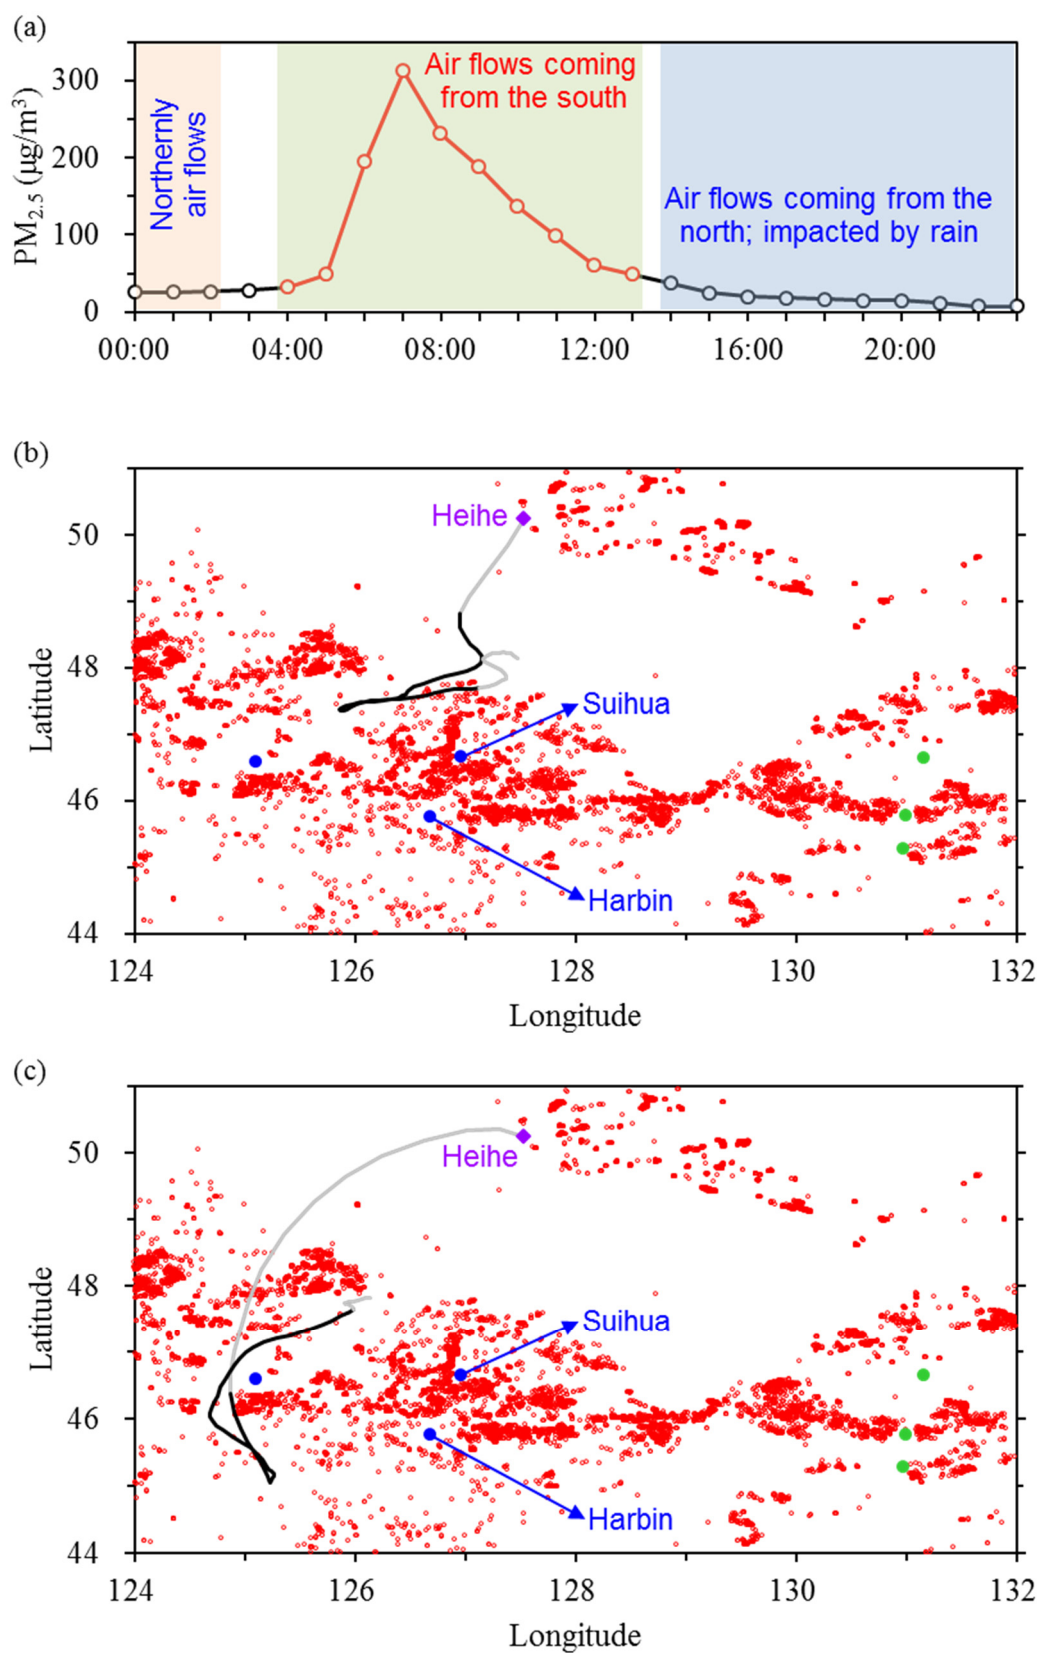 (a)
PM2.5 (μg/m3)
300
200
100
0
Northernly
air flows
Air flows coming
from the south
Air flows coming from the
north; impacted by rain
00:00 04:00 08:00 12:00 16:00 20:00
(b)
Latitude
50
48
46
44
Heihe
Suihua
Harbin
124 126 128 130 132
Longitude
(c)
Latitude
50
48
46
44
Heihe
Suihua
Harbin
124 126 128 130 132
Longitude